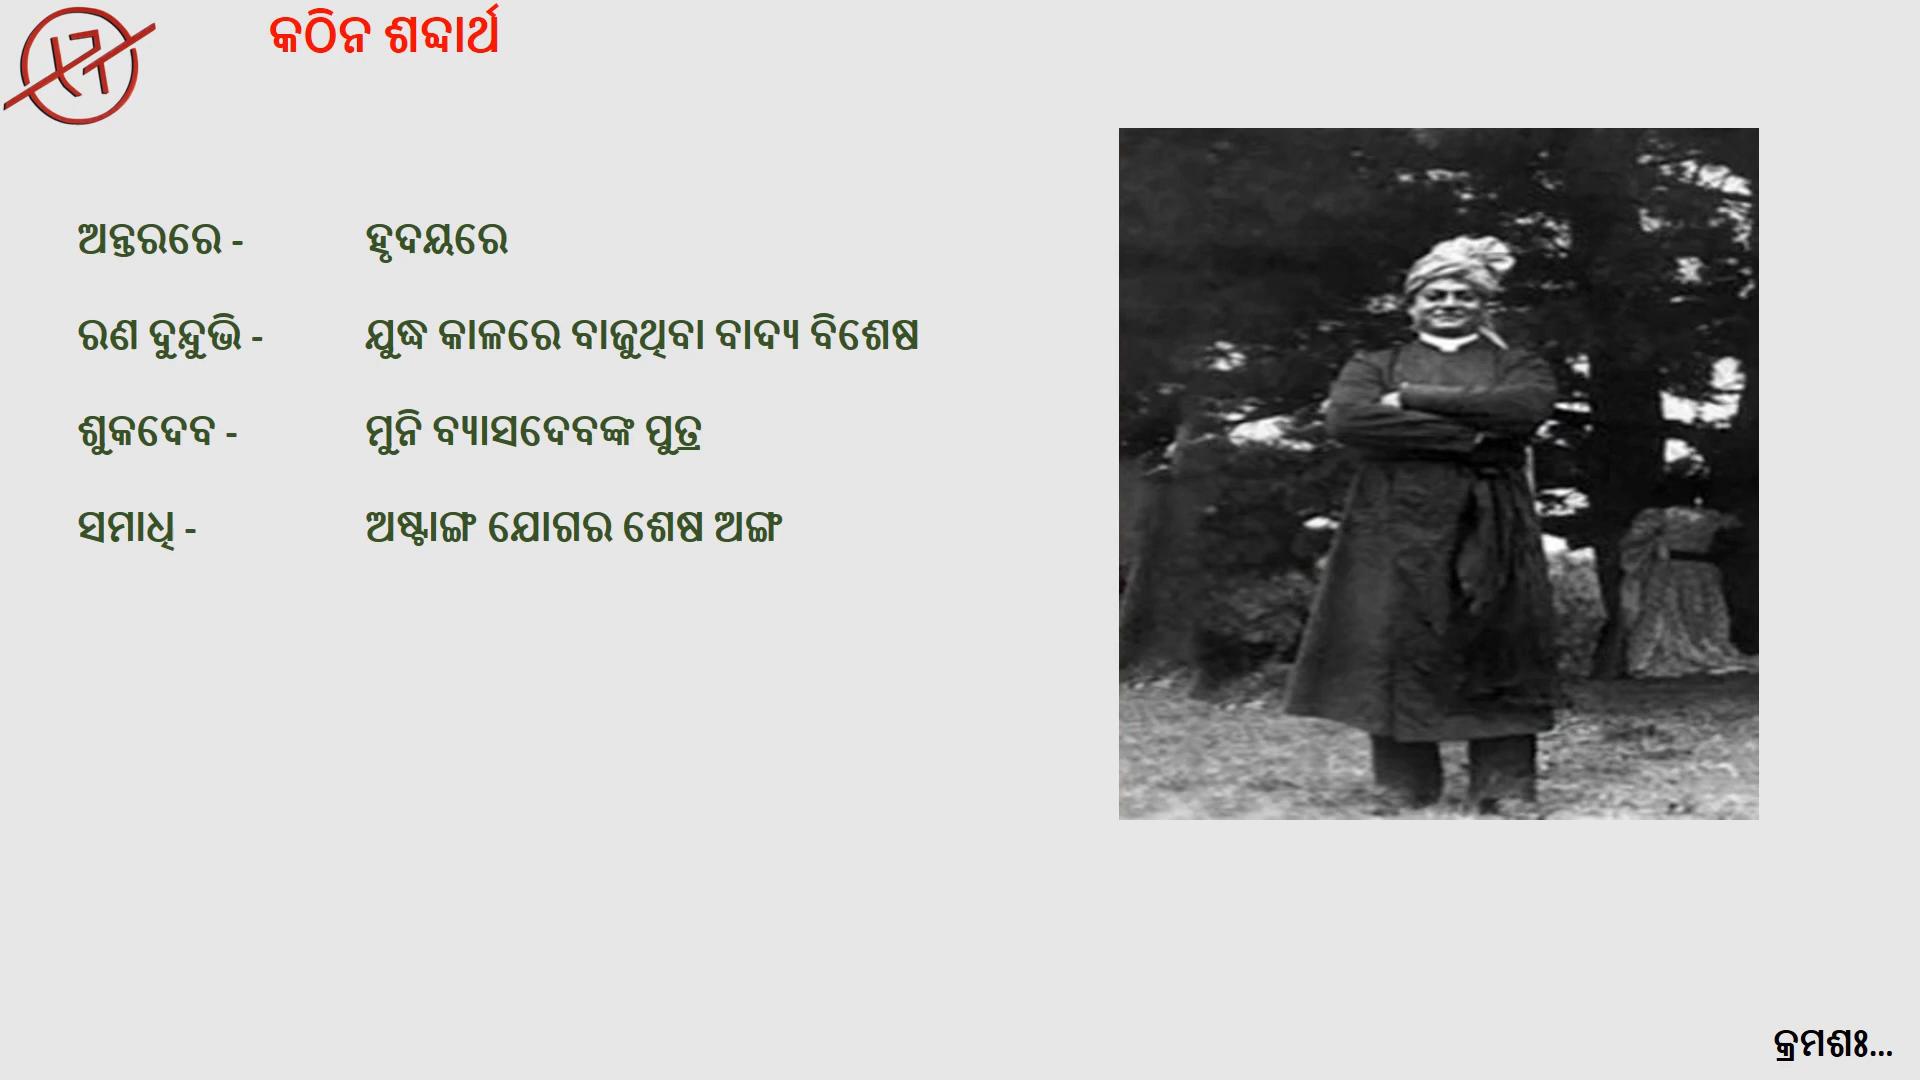 କଠିନ ଶବ୍ଦାର୍ଥ
ଅନ୍ତରରେ - ହୃଦୟରେ
ରଣ ଦୁନ୍ଦୁଭି - ଯୁଦ୍ଧ କାଳରେ ବାଜୁଥିବା ବାଦ୍ୟ ବିଶେଷ
ଶୁକଦେବ - ମୁନି ବ୍ୟାସଦେବଙ୍କ ପୁତ୍ର
ସମାଧି - ଅଷ୍ଟାଙ୍ଗ ଯୋଗର ଶେଷ ଅଙ୍ଗ
କ୍ରମଶଃ...